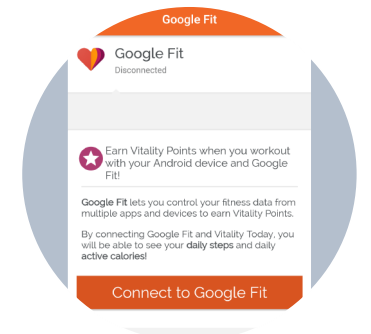 Google Fit
Google Fit
Disconnected
Earn Vitality Points when you workout
with your Android device and Google
Fit!
Google Fit lets you control your fitness data from
multiple apps and devices to earn Vitality Points.
By connecting Google Fit and Vitality Today, you
will be able to see your daily steps and daily
active calories!
Connect to Google Fit